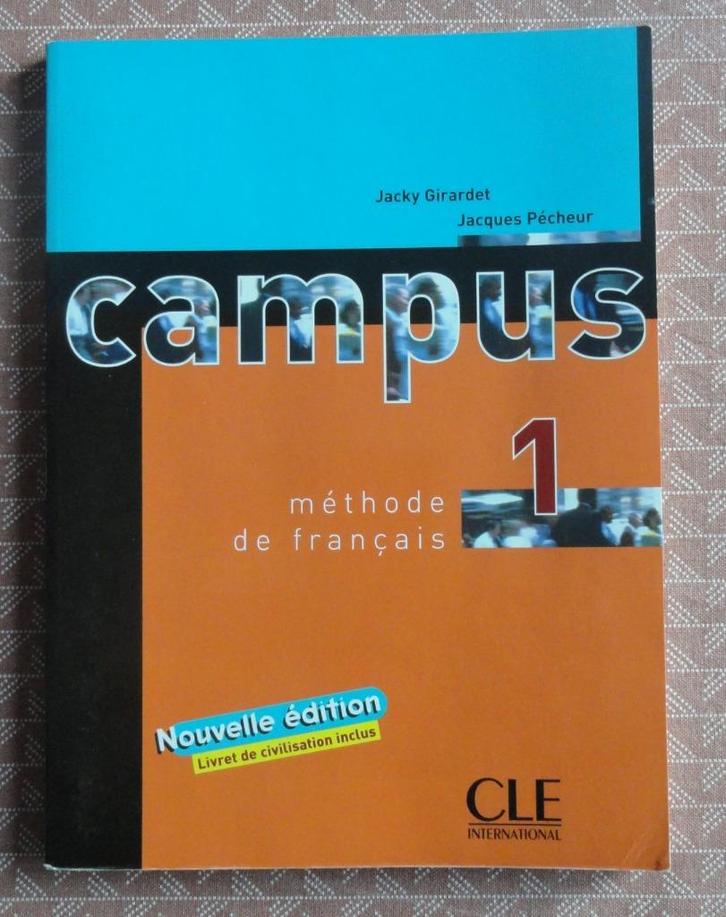 Jacky Girardet
Jacques Pécheur
campus
1
méthode
de français
Nouvelle édition
Livret de civilisation inclus
CLE
INTERNATIONAL